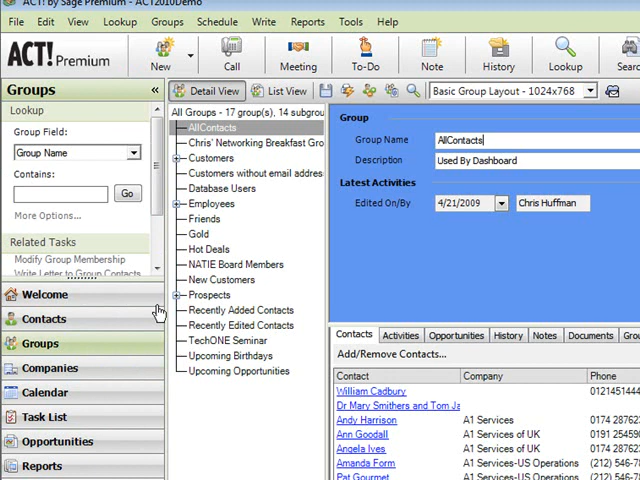 ACT! by Sage Premium - ACT2010Demo
File Edit View Lookup Groups Schedule Write Reports Tools Help
ACT! Premium
New Call Meeting To-Do Note History Lookup
Groups «
Detail View List View Basic Group Layout - 1024x768
Lookup
Group Field:
Group Name
Contains:
Go
More Options...
Related Tasks
Modify Group Membership
Write Letter to Group Contacts
Welcome
Contacts
Groups
Companies
Calendar
Task List
Opportunities
Reports
All Groups - 17 group(s), 14 subgrou
AllContacts
Chris' Networking Breakfast Gro
Customers
Customers without email address
Database Users
Employees
Friends
Gold
Hot Deals
NATIE Board Members
New Customers
Prospects
Recently Added Contacts
Recently Edited Contacts
TechONE Seminar
Upcoming Birthdays
Upcoming Opportunities
Group
Group Name AllContacts
Description Used By Dashboard
Latest Activities
Edited On/By 4/21/2009 Chris Huffman
Contacts Activities Opportunities History Notes Documents Grou
Add/Remove Contacts...
Contact Company Phone
William Cadbury 0121451444
Dr Mary Smithers and Tom Ja
Andy Harrison A1 Services 0174 287623
Ann Goodall A1 Services of UK 0191 254590
Angela Ives A1 Services of UK 0174 287623
Amanda Form A1 Services-US Operations (212) 546-78
Pat Gourmet A1 Services-US Operations (212) 546-78